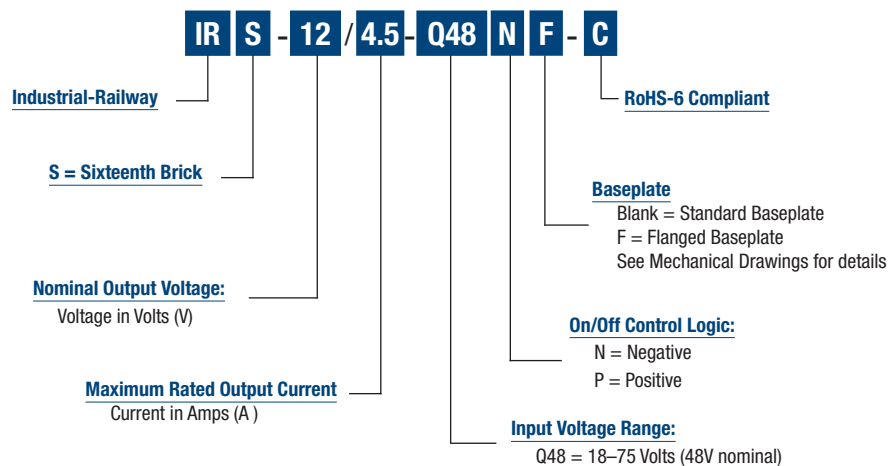 IR S - 12 / 4.5 - Q48 N F - C
Industrial-Railway
RoHS-6 Compliant
S = Sixteenth Brick
Baseplate
Blank = Standard Baseplate
F = Flanged Baseplate
See Mechanical Drawings for details
Nominal Output Voltage:
Voltage in Volts (V)
On/Off Control Logic:
N = Negative
P = Positive
Maximum Rated Output Current
Current in Amps (A )
Input Voltage Range:
Q48 = 18–75 Volts (48V nominal)